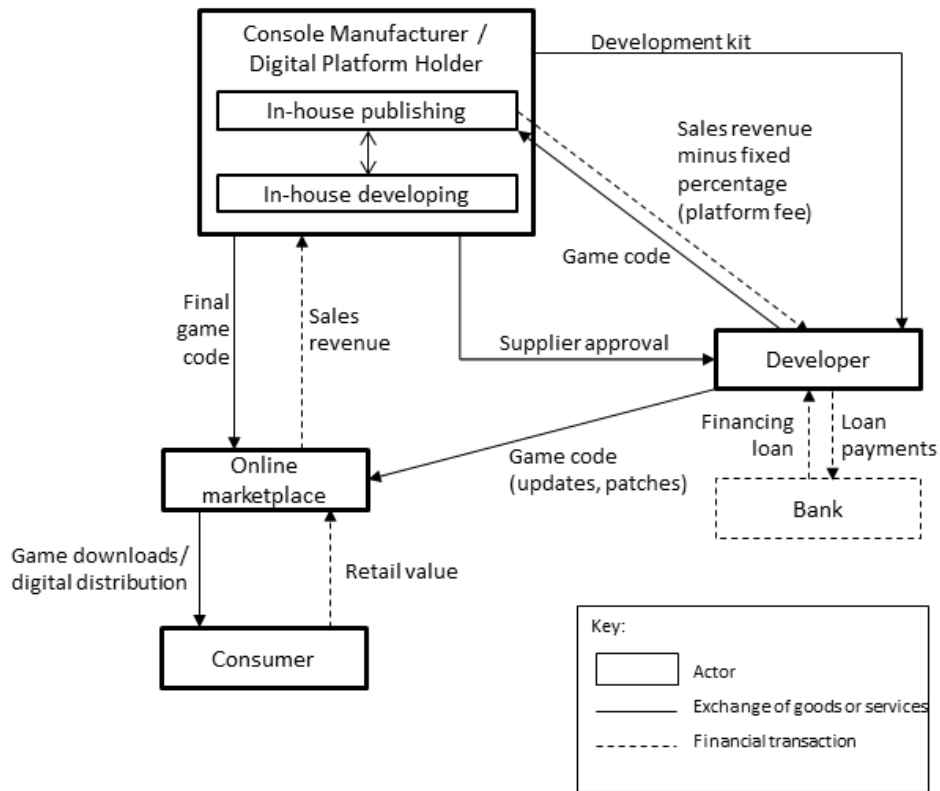 Console Manufacturer /
Digital Platform Holder
In-house publishing
In-house developing
Development kit
Sales revenue
minus fixed
percentage
(platform fee)
Game code
Final
game
code
Sales
revenue
Supplier approval
Developer
Financing
loan
Loan
payments
Bank
Online
marketplace
Game code
(updates, patches)
Game downloads/
digital distribution
Retail value
Consumer
Key:
Actor
Exchange of goods or services
Financial transaction